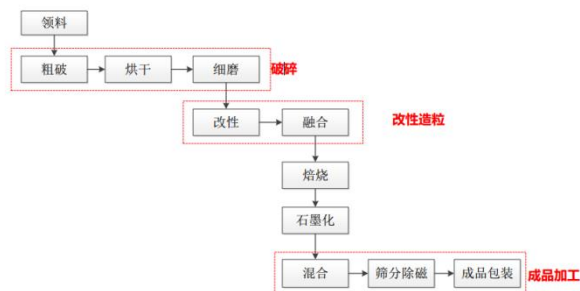 领料
粗破
烘干
细磨
破碎
改性
融合
改性造粒
焙烧
石墨化
混合
筛分除磁
成品包装
成品加工